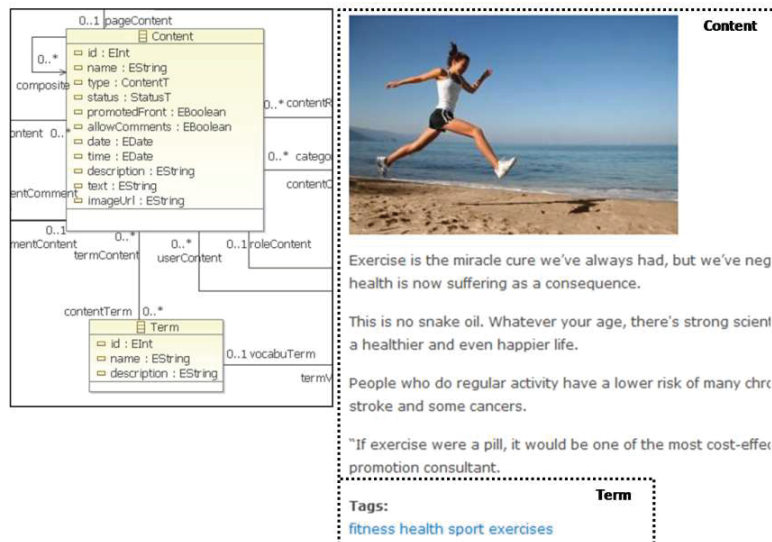 0..1 pageContent
Content
0..*
composite
id : EInt
name : EString
type : ContentT
status : StatusT
promotedFront : EBoolean
allowComments : EBoolean
date : EDate
time : EDate
description : EString
text : EString
imageUrl : EString
0..* contentR
ontent 0..*
0..* catego
contentC
entComment
0..1
mentContent
0..*
termContent
0..*
userContent
0..1 roleContent
contentTerm 0..*
Term
id : EInt
name : EString
description : EString
0..1 vocabuTerm
termV
Content
Exercise is the miracle cure we've always had, but we've neg
health is now suffering as a consequence.
This is no snake oil. Whatever your age, there's strong scient
a healthier and even happier life.
People who do regular activity have a lower risk of many chro
stroke and some cancers.
"If exercise were a pill, it would be one of the most cost-effec
promotion consultant.
Term
Tags:
fitness health sport exercises